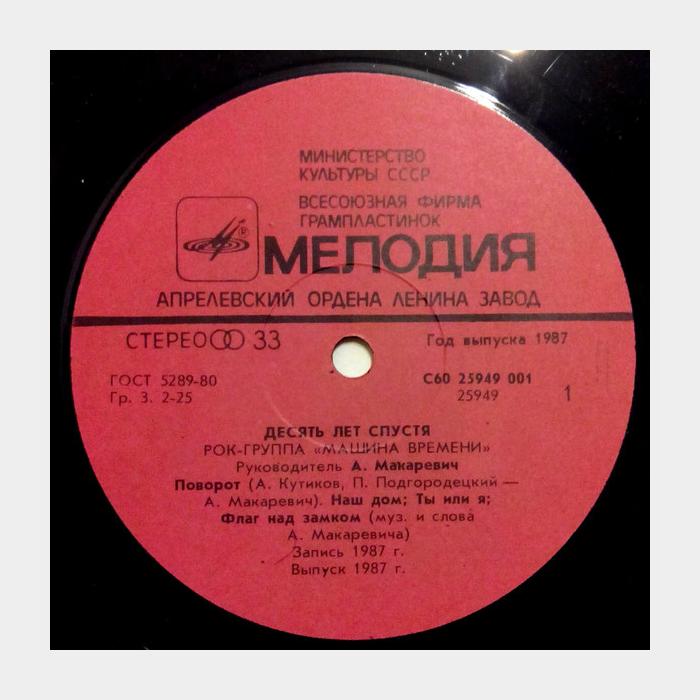 МИНИСТЕРСТВО
КУЛЬТУРЫ СССР
ВСЕСОЮЗНАЯ ФИРМА
ГРАМПЛАСТИНОК
®
МЕЛОДИЯ
АПРЕЛЕВСКИЙ ОРДЕНА ЛЕНИНА ЗАВОД
СТЕРЕО 33
Год выпуска 1987
ГОСТ 5289-80
Гр. 3. 2-25
С60 25949 001
25949
1
ДЕСЯТЬ ЛЕТ СПУСТЯ
РОК-ГРУППА «МАШИНА ВРЕМЕНИ»
Руководитель А. Макаревич
Поворот (А. Кутиков, П. Подгородецкий —
А. Макаревич). Наш дом; Ты или я;
Флаг над замком (муз. и слова
А. Макаревича)
Запись 1987 г.
Выпуск 1987 г.